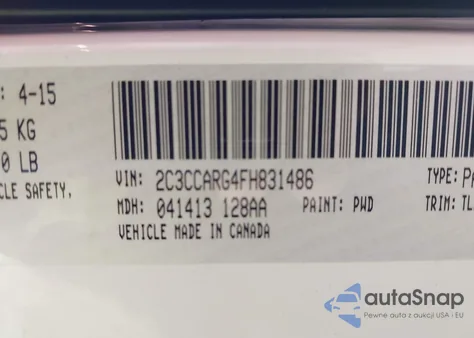 : 4-15
5 KG
0 LB
CLE SAFETY,
VIN: 2C3CCARG4FH831486 TYPE: PA
MDH: 041413 128AA PAINT: PWD TRIM: TL
VEHICLE MADE IN CANADA
autaSnap
Pewne auta z aukcji USA i EU